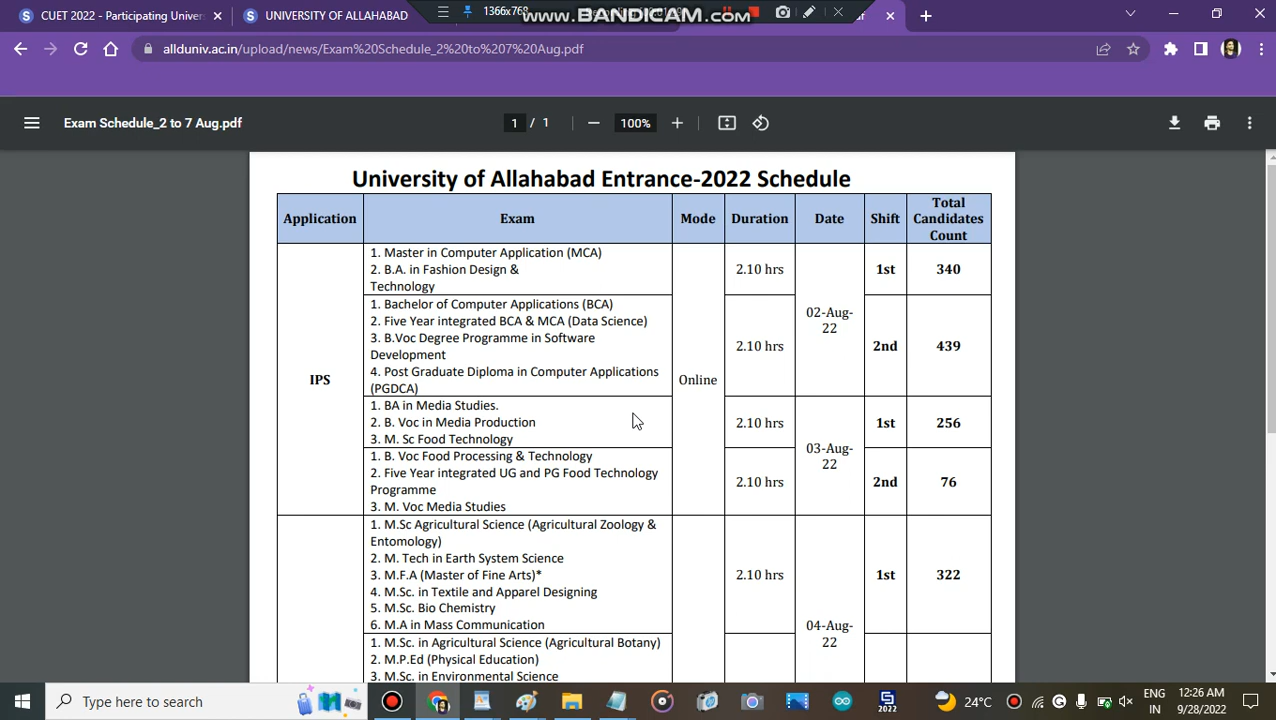 CUET 2022 - Participating Univer
UNIVERSITY OF ALLAHABAD
1366x768
www.BANDICAM.com
allduniv.ac.in/upload/news/Exam%20Schedule_2%20to%207%20Aug.pdf
Exam Schedule_2 to 7 Aug.pdf
1 / 1
100%
University of Allahabad Entrance-2022 Schedule
Application Exam Mode Duration Date Shift Total Candidates Count
IPS
Online
1. Master in Computer Application (MCA)
2. B.A. in Fashion Design &
Technology
2.10 hrs
02-Aug-
22
1st
340
1. Bachelor of Computer Applications (BCA)
2. Five Year integrated BCA & MCA (Data Science)
3. B.Voc Degree Programme in Software
Development
4. Post Graduate Diploma in Computer Applications
(PGDCA)
2.10 hrs
2nd
439
1. BA in Media Studies.
2. B. Voc in Media Production
3. M. Sc Food Technology
2.10 hrs
03-Aug-
22
1st
256
1. B. Voc Food Processing & Technology
2. Five Year integrated UG and PG Food Technology
Programme
3. M. Voc Media Studies
2.10 hrs
2nd
76
1. M.Sc Agricultural Science (Agricultural Zoology &
Entomology)
2. M. Tech in Earth System Science
3. M.F.A (Master of Fine Arts)*
4. M.Sc. in Textile and Apparel Designing
5. M.Sc. Bio Chemistry
6. M.A in Mass Communication
2.10 hrs
04-Aug-
22
1st
322
1. M.Sc. in Agricultural Science (Agricultural Botany)
2. M.P.Ed (Physical Education)
3. M.Sc. in Environmental Science
Type here to search
2022
24°C
ENG
IN
12:26 AM
9/28/2022